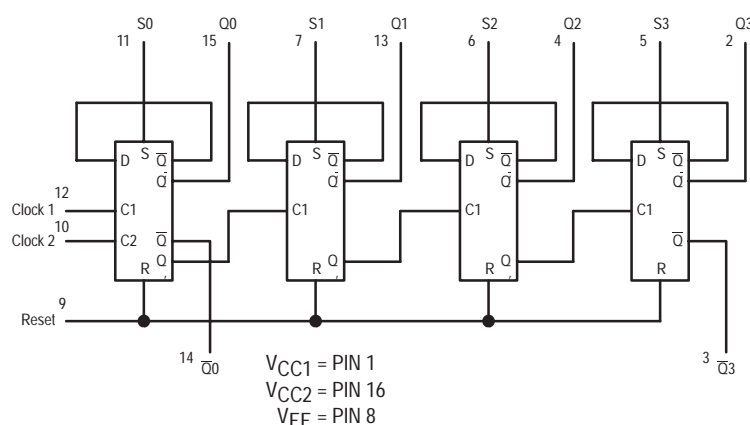 S0 Q0 S1 Q1 S2 Q2 S3 Q3
11 15 7 13 6 4 5 2
D S Q̅ D S Q̅ D S Q̅ D S Q̅
Q Q Q Q
12
Clock 1 C1 C1 C1 C1
10
Clock 2 C2 Q̅ Q̅
Q Q Q
R R R R
9
Reset
14 Q̅0 3 Q̅3
VCC1 = PIN 1
VCC2 = PIN 16
VEE = PIN 8